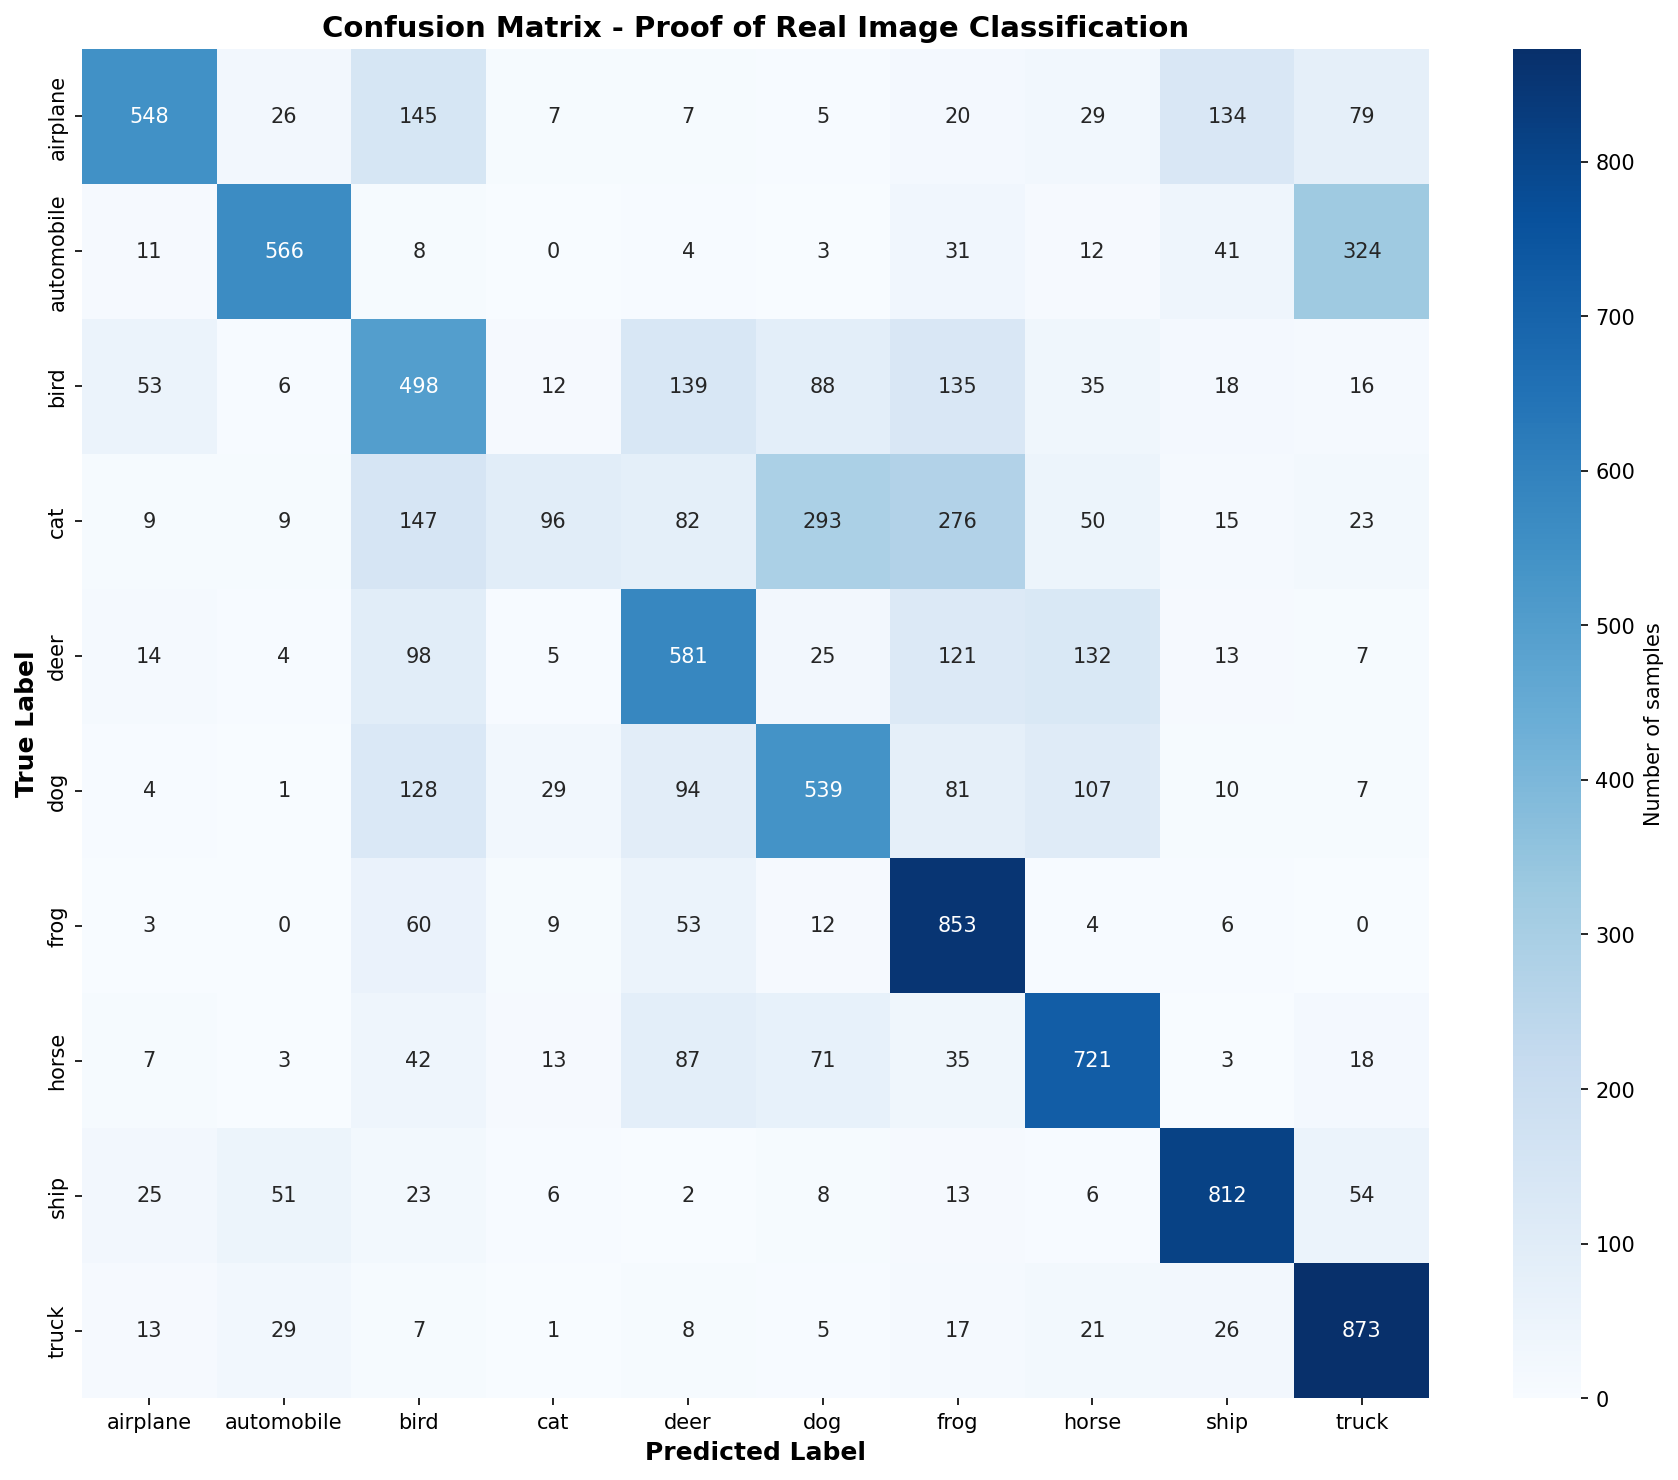 Confusion Matrix - Proof of Real Image Classification
airplane 548 26 145 7 7 5 20 29 134 79
automobile 11 566 8 0 4 3 31 12 41 324
bird 53 6 498 12 139 88 135 35 18 16
cat 9 9 147 96 82 293 276 50 15 23
deer 14 4 98 5 581 25 121 132 13 7
dog 4 1 128 29 94 539 81 107 10 7
frog 3 0 60 9 53 12 853 4 6 0
horse 7 3 42 13 87 71 35 721 3 18
ship 25 51 23 6 2 8 13 6 812 54
truck 13 29 7 1 8 5 17 21 26 873
airplane automobile bird cat deer dog frog horse ship truck
Predicted Label
True Label
800
700
600
500
400
300
200
100
0
Number of samples